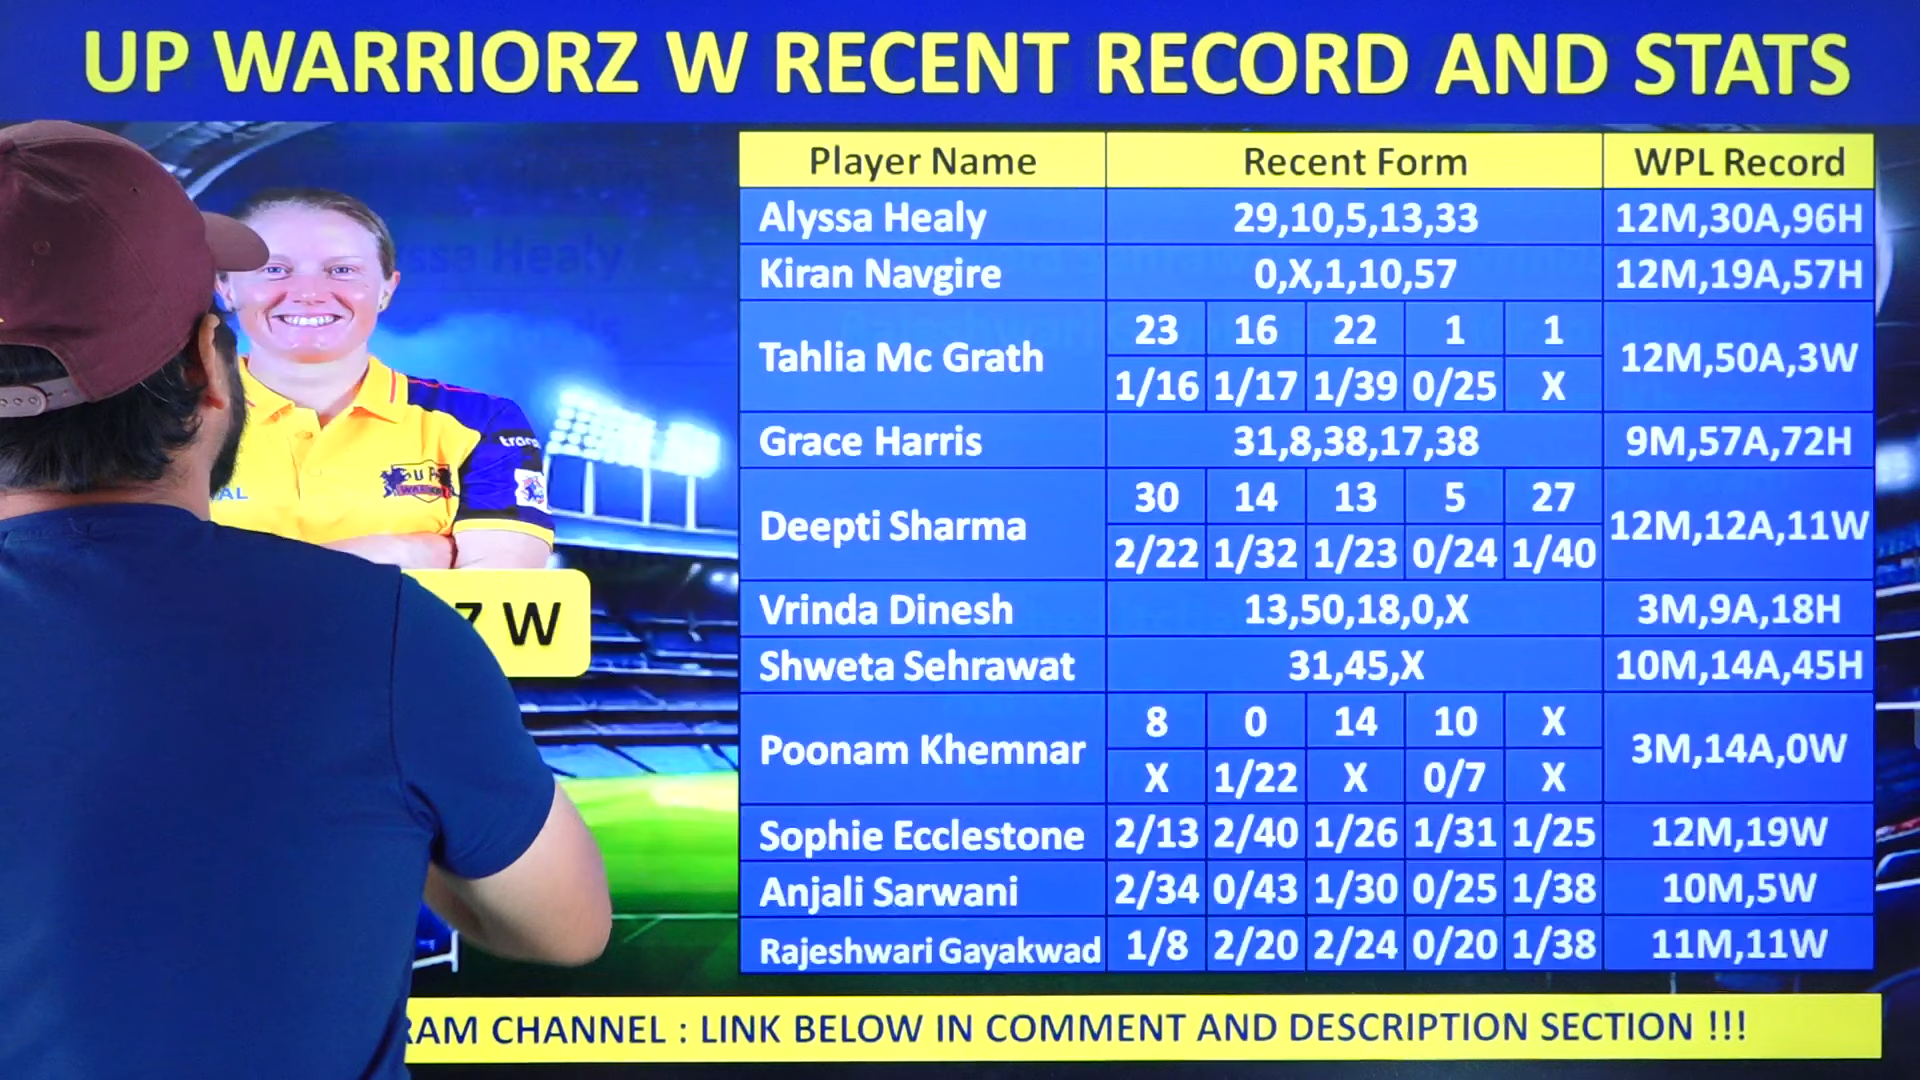 UP WARRIORZ W RECENT RECORD AND STATS
Player Name Recent Form WPL Record
Alyssa Healy 29,10,5,13,33 12M,30A,96H
Kiran Navgire 0,X,1,10,57 12M,19A,57H
Tahlia Mc Grath 23 16 22 1 1 12M,50A,3W
1/16 1/17 1/39 0/25 X
Grace Harris 31,8,38,17,38 9M,57A,72H
Deepti Sharma 30 14 13 5 27 12M,12A,11W
2/22 1/32 1/23 0/24 1/40
Vrinda Dinesh 13,50,18,0,X 3M,9A,18H
Shweta Sehrawat 31,45,X 10M,14A,45H
Poonam Khemnar 8 0 14 10 X 3M,14A,0W
X 1/22 X 0/7 X
Sophie Ecclestone 2/13 2/40 1/26 1/31 1/25 12M,19W
Anjali Sarwani 2/34 0/43 1/30 0/25 1/38 10M,5W
Rajeshwari Gayakwad 1/8 2/20 2/24 0/20 1/38 11M,11W
Z W
RAM CHANNEL : LINK BELOW IN COMMENT AND DESCRIPTION SECTION !!!